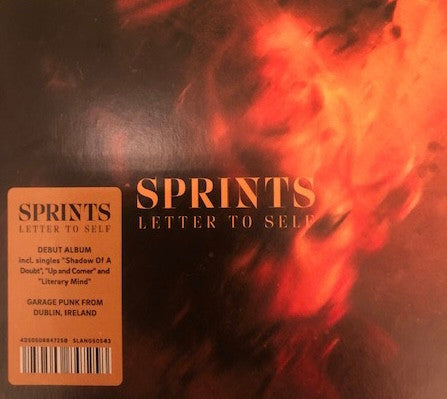 SPRINTS
LETTER TO SELF
SPRINTS
LETTER TO SELF
DEBUT ALBUM
incl. singles "Shadow Of A
Doubt", "Up and Comer" and
"Literary Mind"
GARAGE PUNK FROM
DUBLIN, IRELAND
4250506847258 SLANG50543